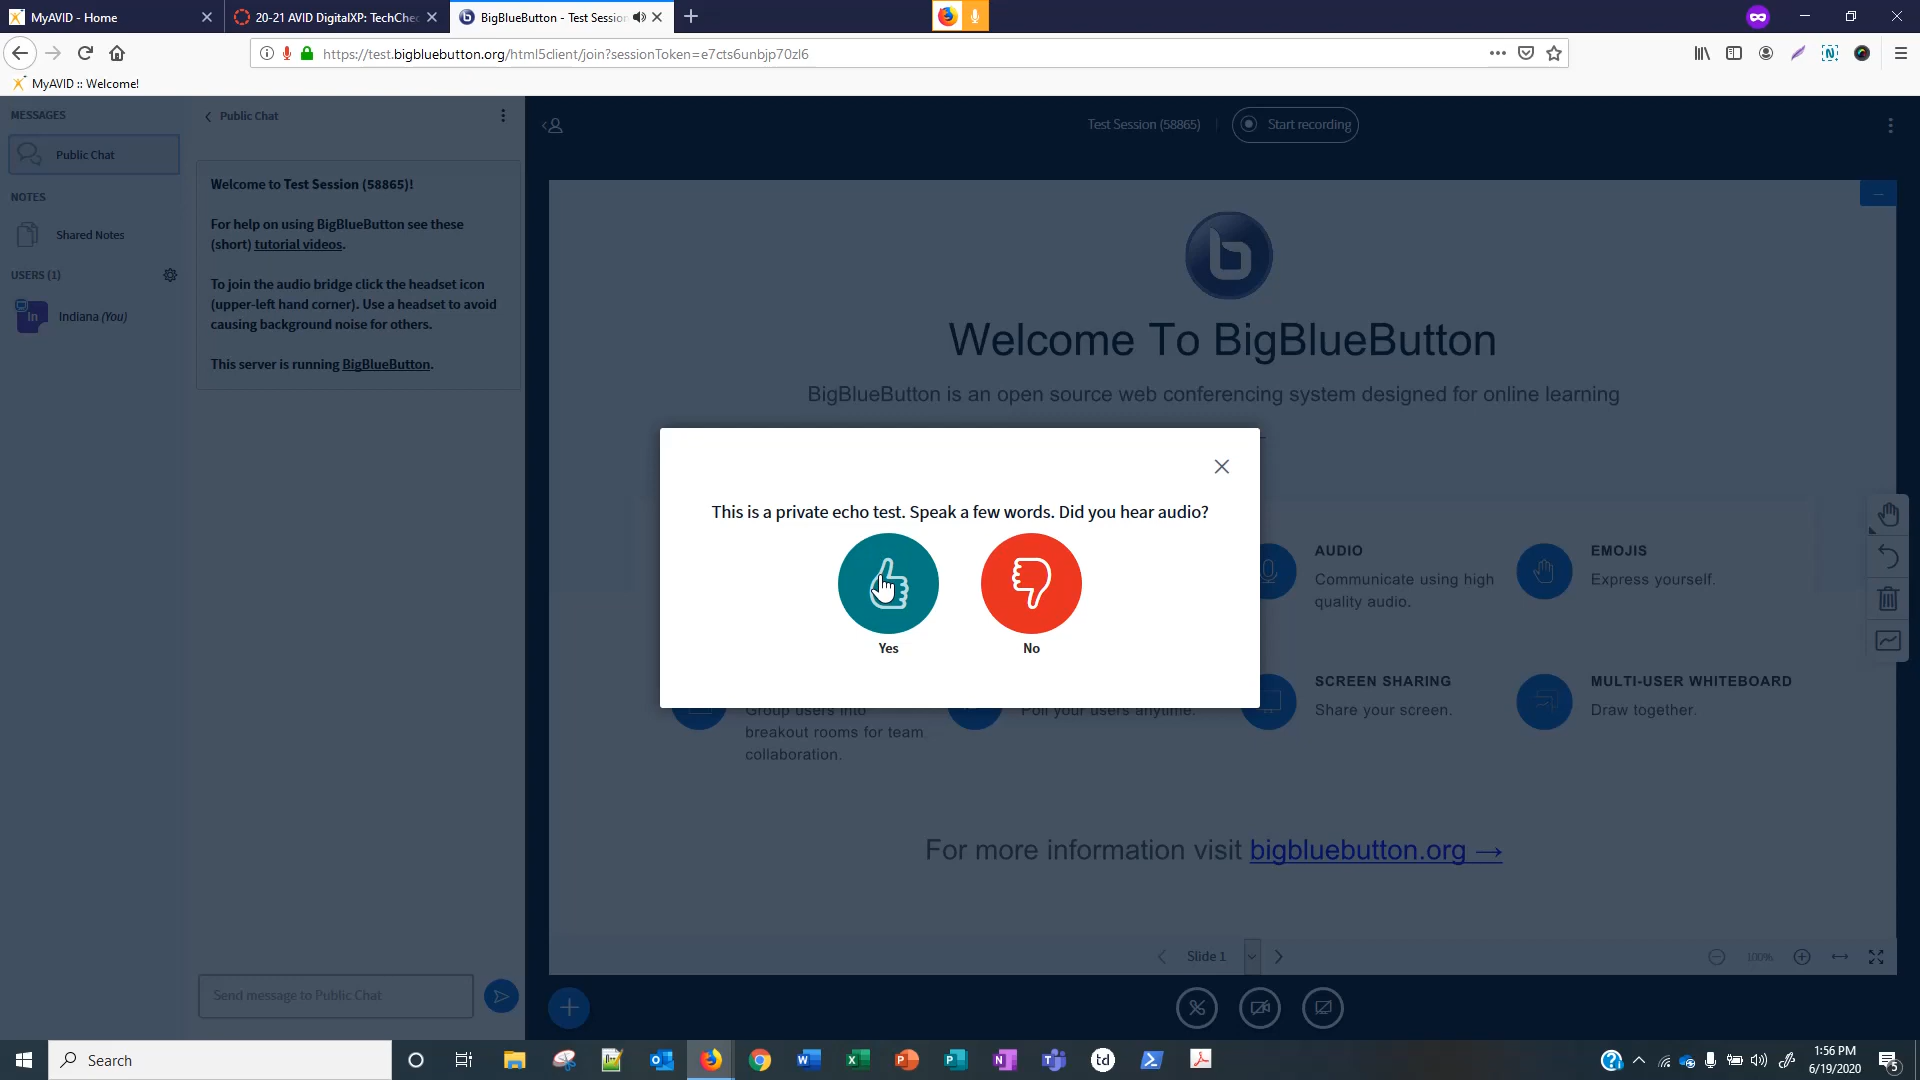 MyAVID - Home
20-21 AVID DigitalXP: TechChec
BigBlueButton - Test Session
https://test.bigbluebutton.org/html5client/join?sessionToken=e7cts6unbjp70zl6
MyAVID :: Welcome!
MESSAGES
Public Chat
NOTES
Shared Notes
USERS (1)
In
Indiana (You)
Public Chat
Welcome to Test Session (58865)!
For help on using BigBlueButton see these
(short) tutorial videos.
To join the audio bridge click the headset icon
(upper-left hand corner). Use a headset to avoid
causing background noise for others.
This server is running BigBlueButton.
Send message to Public Chat
Test Session (58865)
Start recording
b
Welcome To BigBlueButton
BigBlueButton is an open source web conferencing system designed for online learning
This is a private echo test. Speak a few words. Did you hear audio?
Yes
No
AUDIO
Communicate using high
quality audio.
EMOJIS
Express yourself.
Group users into
breakout rooms for team
collaboration.
Poll your users anytime.
SCREEN SHARING
Share your screen.
MULTI-USER WHITEBOARD
Draw together.
For more information visit bigbluebutton.org →
Slide 1
100%
Search
td
1:56 PM
6/19/2020
5